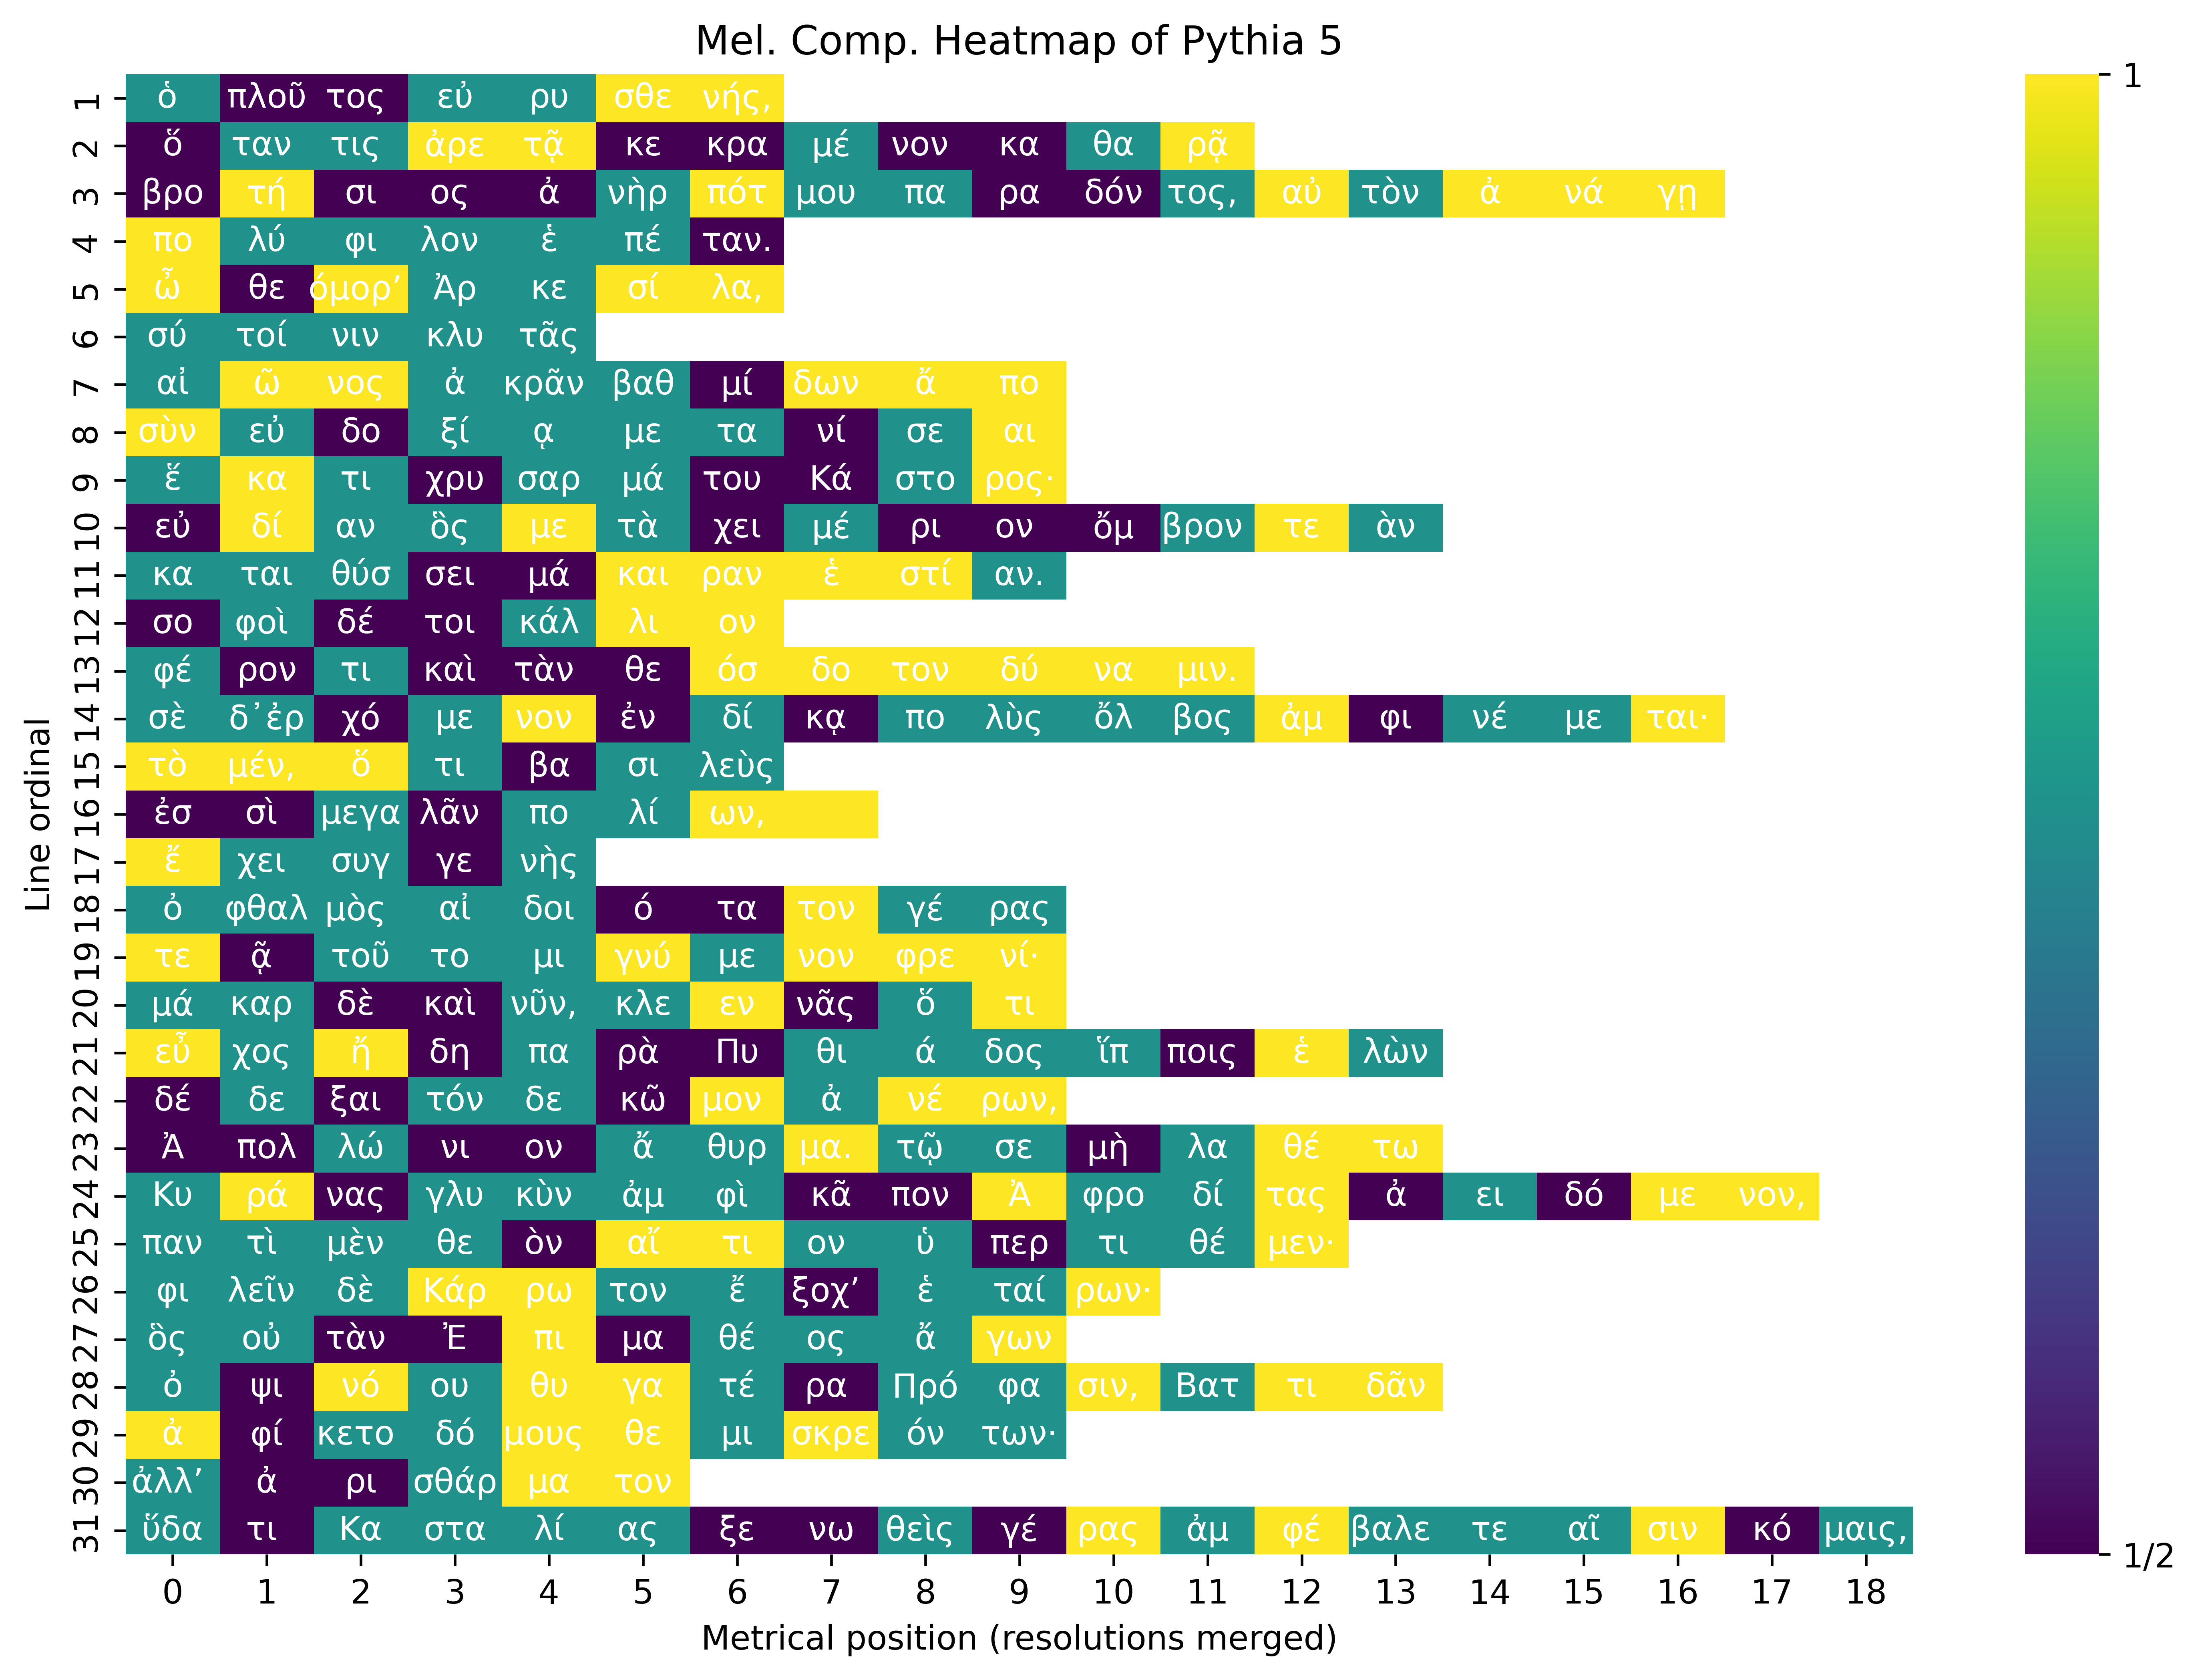 Mel. Comp. Heatmap of Pythia 5
1 ὁ πλοῦ τος εὐ ρυ σθε νής,
2 ὅ ταν τις ἀρε τᾷ κε κρα μέ νον κα θα ρᾷ
3 βρο τή σι ος ἀ νὴρ πότ μου πα ρα δόν τος, αὐ τὸν ἀ νά γῃ
4 πο λύ φι λον ἑ πέ ταν.
5 ὦ θε όμορ’ Ἀρ κε σί λα,
6 σύ τοί νιν κλυ τᾶς
7 αἰ ῶ νος ἀ κρᾶν βαθ μί δων ἄ πο
8 σὺν εὐ δο ξί ᾳ με τα νί σε αι
9 ἕ κα τι χρυ σαρ μά του Κά στο ρος·
10 εὐ δί αν ὃς με τὰ χει μέ ρι ον ὄμ βρον τε ὰν
11 κα ται θύσ σει μά και ραν ἑ στί αν.
12 σο φοὶ δέ τοι κάλ λι ον
13 φέ ρον τι καὶ τὰν θε όσ δο τον δύ να μιν.
14 σὲ δ᾽ἐρ χό με νον ἐν δί κᾳ πο λὺς ὄλ βος ἀμ φι νέ με ται·
15 τὸ μέν, ὅ τι βα σι λεὺς
16 ἐσ σὶ μεγα λᾶν πο λί ων,
17 ἔ χει συγ γε νὴς
18 ὀ φθαλ μὸς αἰ δοι ό τα τον γέ ρας
19 τε ᾷ τοῦ το μι γνύ με νον φρε νί·
20 μά καρ δὲ καὶ νῦν, κλε εν νᾶς ὅ τι
21 εὖ χος ἤ δη πα ρὰ Πυ θι ά δος ἵπ ποις ἑ λὼν
22 δέ δε ξαι τόν δε κῶ μον ἀ νέ ρων,
23 Ἀ πολ λώ νι ον ἄ θυρ μα. τῷ σε μὴ λα θέ τω
24 Κυ ρά νας γλυ κὺν ἀμ φὶ κᾶ πον Ἀ φρο δί τας ἀ ει δό με νον,
25 παν τὶ μὲν θε ὸν αἴ τι ον ὑ περ τι θέ μεν·
26 φι λεῖν δὲ Κάρ ρω τον ἔ ξοχ’ ἑ ταί ρων·
27 ὃς οὐ τὰν Ἐ πι μα θέ ος ἄ γων
28 ὀ ψι νό ου θυ γα τέ ρα Πρό φα σιν, Βατ τι δᾶν
29 ἀ φί κετο δό μους θε μι σκρε όν των·
30 ἀλλ’ ἀ ρι σθάρ μα τον
31 ὕδα τι Κα στα λί ας ξε νω θεὶς γέ ρας ἀμ φέ βαλε τε αῖ σιν κό μαις,
0 1 2 3 4 5 6 7 8 9 10 11 12 13 14 15 16 17 18
Metrical position (resolutions merged)
Line ordinal
1
1/2